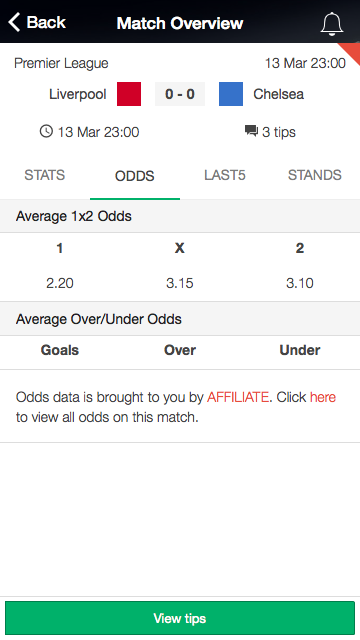 Back Match Overview
Premier League 13 Mar 23:00
Liverpool 0 - 0 Chelsea
13 Mar 23:00 3 tips
STATS ODDS LAST5 STANDS
Average 1x2 Odds
1 X 2
2.20 3.15 3.10
Average Over/Under Odds
Goals Over Under
Odds data is brought to you by AFFILIATE. Click here
to view all odds on this match.
View tips